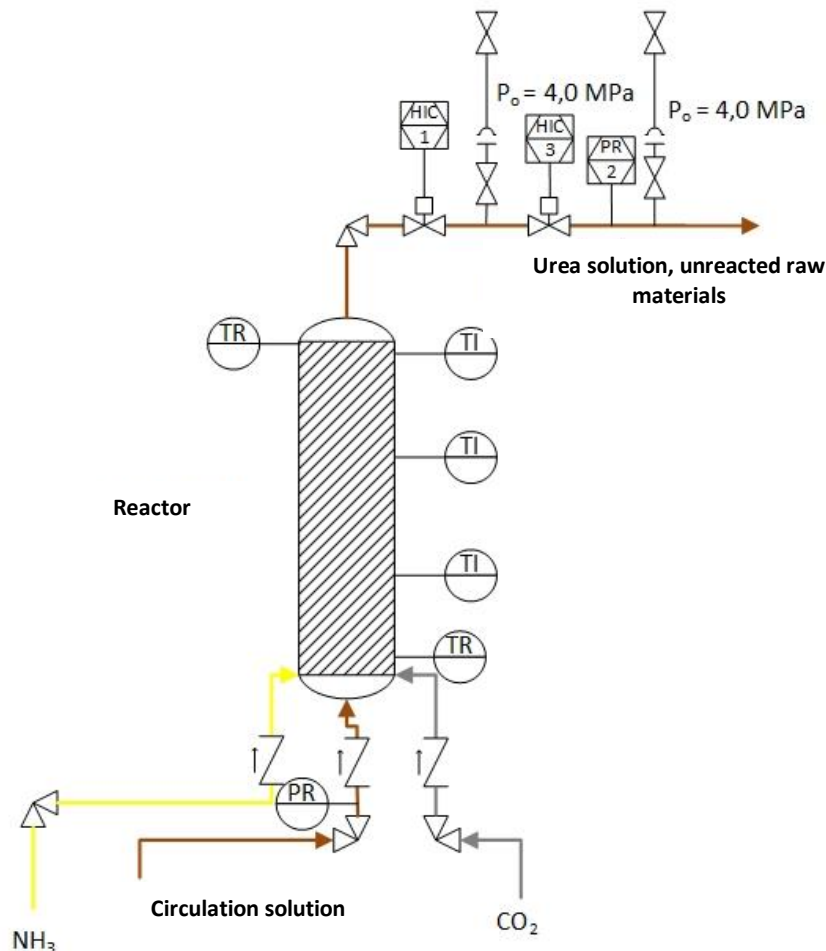 Pₒ = 4,0 MPa
Pₒ = 4,0 MPa
HIC
1
HIC
3
PR
2
Urea solution, unreacted raw
materials
TR
TI
TI
Reactor
TI
TR
PR
Circulation solution
NH₃
CO₂